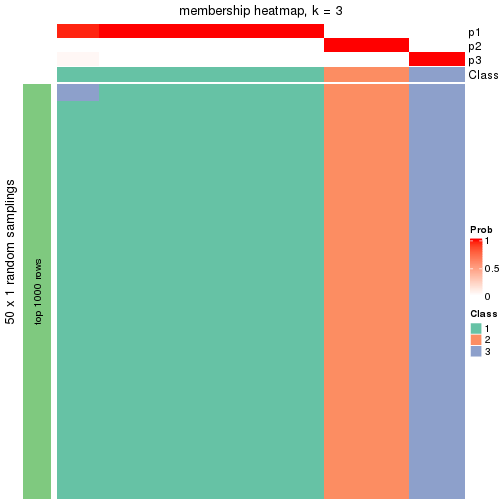 membership heatmap, k = 3
p1
p2
p3
Class
50 x 1 random samplings
top 1000 rows
Prob
1
0.5
0
Class
1
2
3